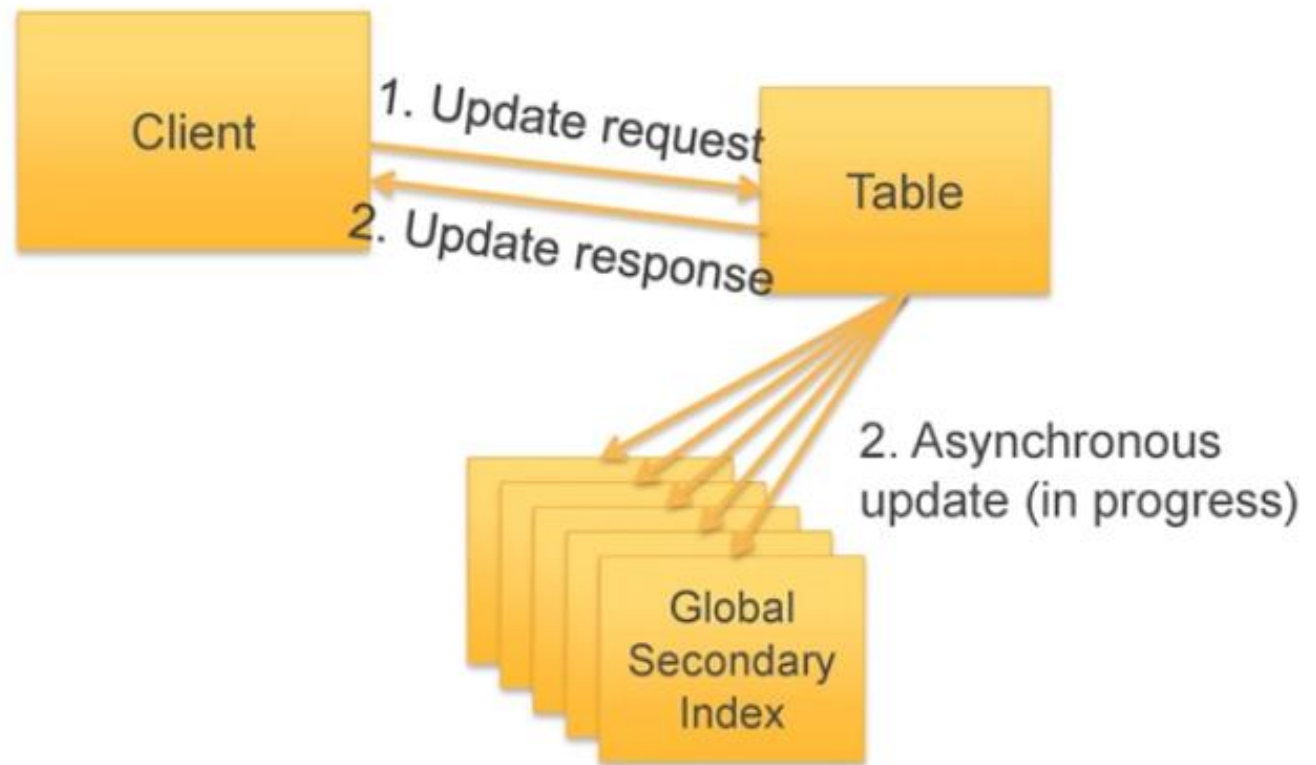 Client
1. Update request
2. Update response
Table
2. Asynchronous
update (in progress)
Global
Secondary
Index